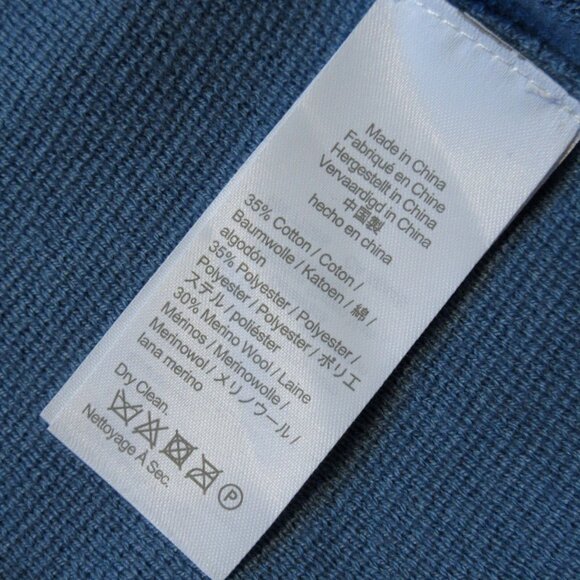 Made in China
Fabriqué en Chine
Hergestellt in China
Vervaardigd in China
中国製
hecho en china
35% Cotton / Coton /
Baumwolle / Katoen / 綿 /
algodón
35% Polyester / Polyester /
Polyester / Polyester / ポリエ
ステル / poliéster
30% Merino Wool / Laine
Mérinos / Merinowolle /
Merinowol / メリノウール /
lana merino
Dry Clean.
P
Nettoyage À Sec.